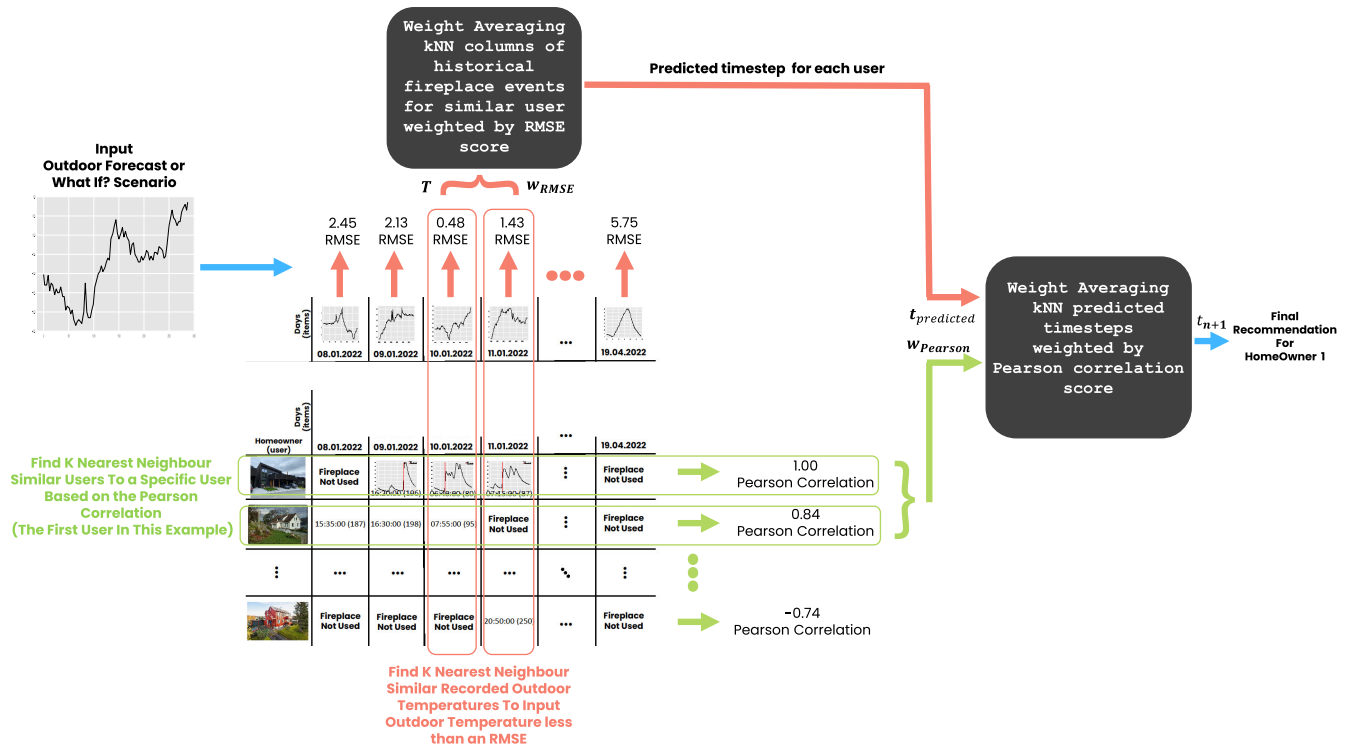 Weight Averaging
kNN columns of
historical
fireplace events
for similar user
weighted by RMSE
score
Predicted timestep for each user
Input
Outdoor Forecast or
What If? Scenario
T
w_RMSE
2.45
RMSE
2.13
RMSE
0.48
RMSE
1.43
RMSE
5.75
RMSE
Days
(items)
08.01.2022
09.01.2022
10.01.2022
11.01.2022
...
19.04.2022
t_predicted
w_Pearson
Weight Averaging
kNN predicted
timesteps
weighted by
Pearson correlation
score
t_n+1
Final
Recommendation
For
HomeOwner 1
Days
(items)
Homeowner
(user)
08.01.2022
09.01.2022
10.01.2022
11.01.2022
...
19.04.2022
Find K Nearest Neighbour
Similar Users To a Specific User
Based on the Pearson
Correlation
(The First User In This Example)
Fireplace
Not Used
Fireplace
Not Used
1.00
Pearson Correlation
15:35:00 (187)
16:30:00 (198)
07:55:00 (95
Fireplace
Not Used
Fireplace
Not Used
0.84
Pearson Correlation
Fireplace
Not Used
Fireplace
Not Used
Fireplace
Not Used
20:50:00 (250)
...
Fireplace
Not Used
-0.74
Pearson Correlation
Find K Nearest Neighbour
Similar Recorded Outdoor
Temperatures To Input
Outdoor Temperature less
than an RMSE